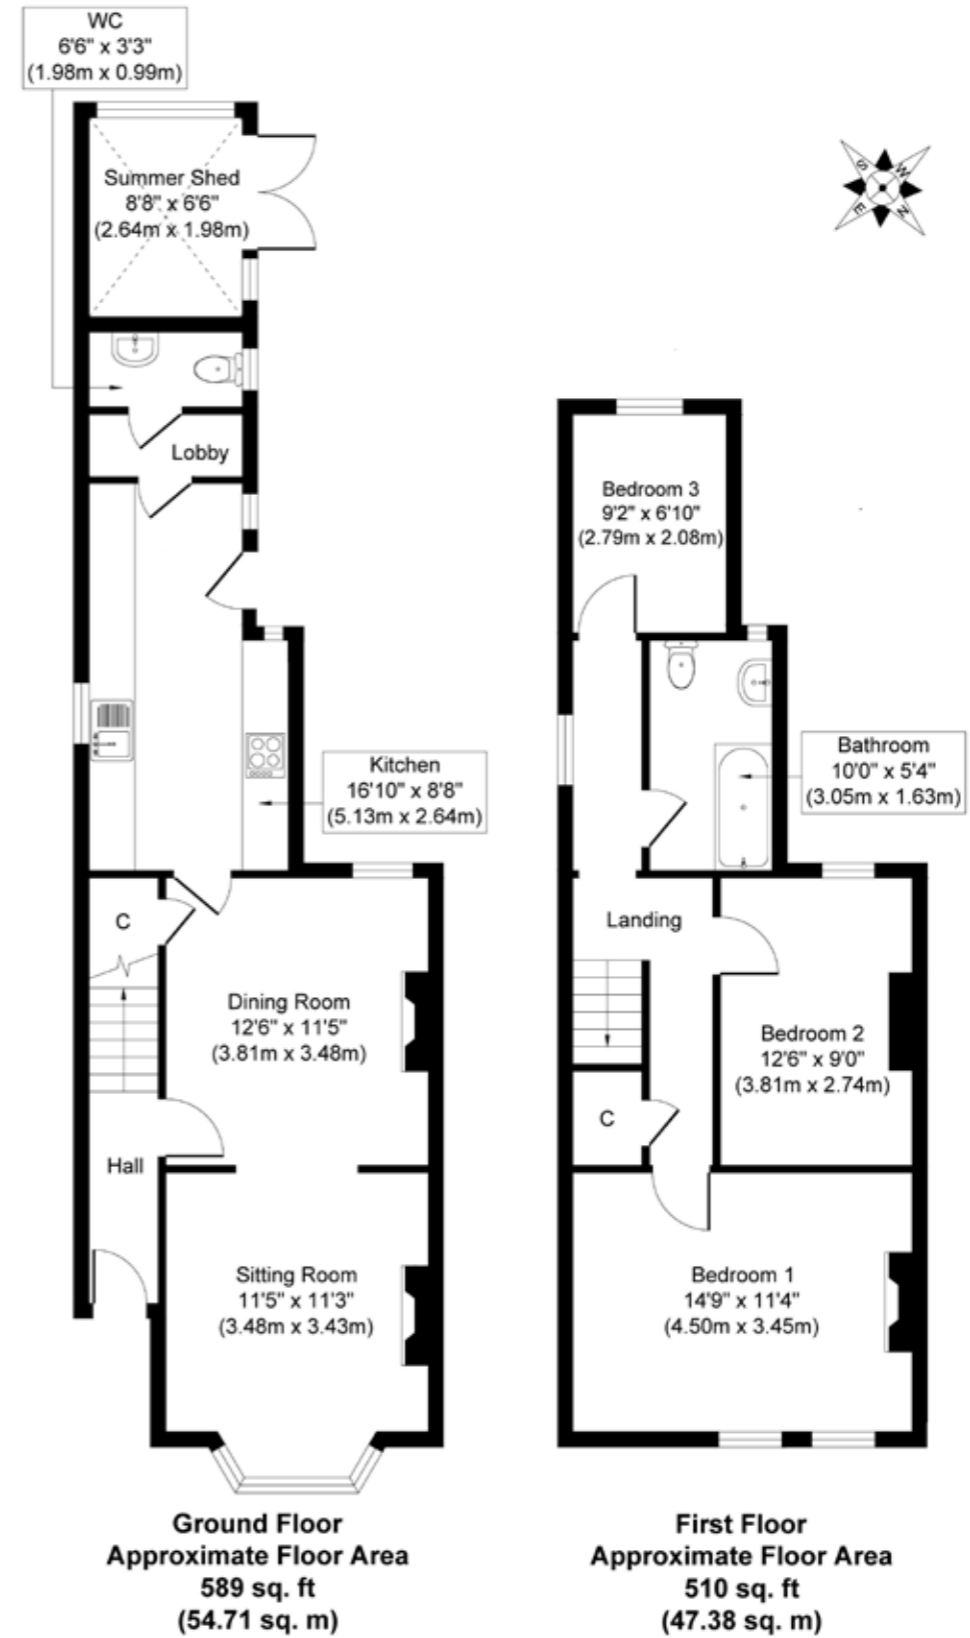 WC
6'6" x 3'3"
(1.98m x 0.99m)
Summer Shed
8'8" x 6'6"
(2.64m x 1.98m)
S
W
E
N
Lobby
Kitchen
16'10" x 8'8"
(5.13m x 2.64m)
C
Dining Room
12'6" x 11'5"
(3.81m x 3.48m)
Hall
Sitting Room
11'5" x 11'3"
(3.48m x 3.43m)
Ground Floor
Approximate Floor Area
589 sq. ft
(54.71 sq. m)
Bedroom 3
9'2" x 6'10"
(2.79m x 2.08m)
Bathroom
10'0" x 5'4"
(3.05m x 1.63m)
Landing
Bedroom 2
12'6" x 9'0"
(3.81m x 2.74m)
C
Bedroom 1
14'9" x 11'4"
(4.50m x 3.45m)
First Floor
Approximate Floor Area
510 sq. ft
(47.38 sq. m)